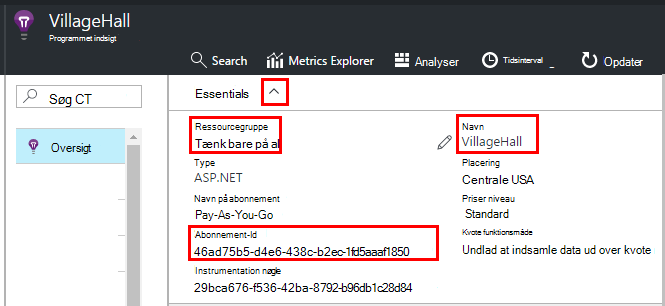 VillageHall
Programmet indsigt
Search Metrics Explorer Analyser Tidsinterval Opdater
Søg CT
Essentials
Oversigt
Ressourcegruppe
Tænk bare på al
Type
ASP.NET
Navn på abonnement
Pay-As-You-Go
Abonnement-Id
46ad75b5-d4e6-438c-b2ec-1fd5aaaf1850
Instrumentation nøgle
29bca676-f536-42ba-8792-b96db1c28d84
Navn
VillageHall
Placering
Centrale USA
Priser niveau
Standard
Kvote funktionsmåde
Undlad at indsamle data ud over kvote